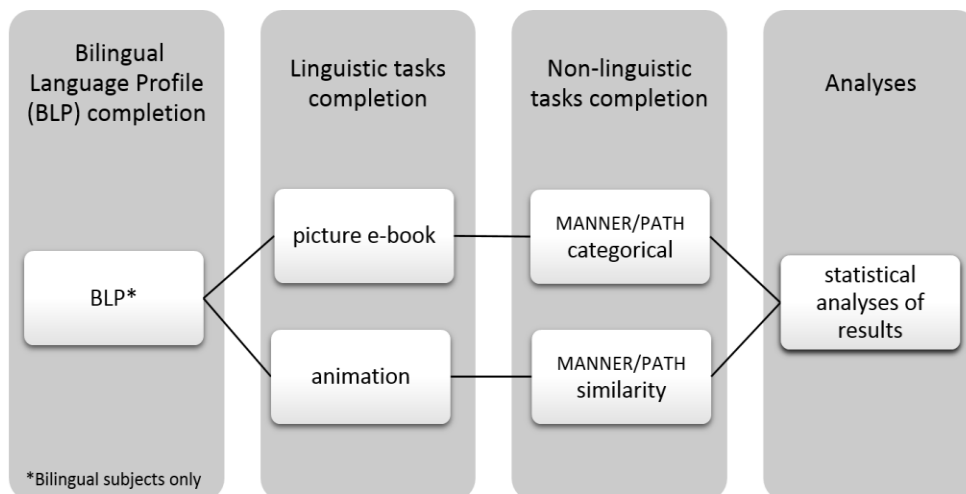 Bilingual
Language Profile
(BLP) completion
BLP*
*Bilingual subjects only
Linguistic tasks
completion
picture e-book
animation
Non-linguistic
tasks completion
MANNER/PATH
categorical
MANNER/PATH
similarity
Analyses
statistical
analyses of
results